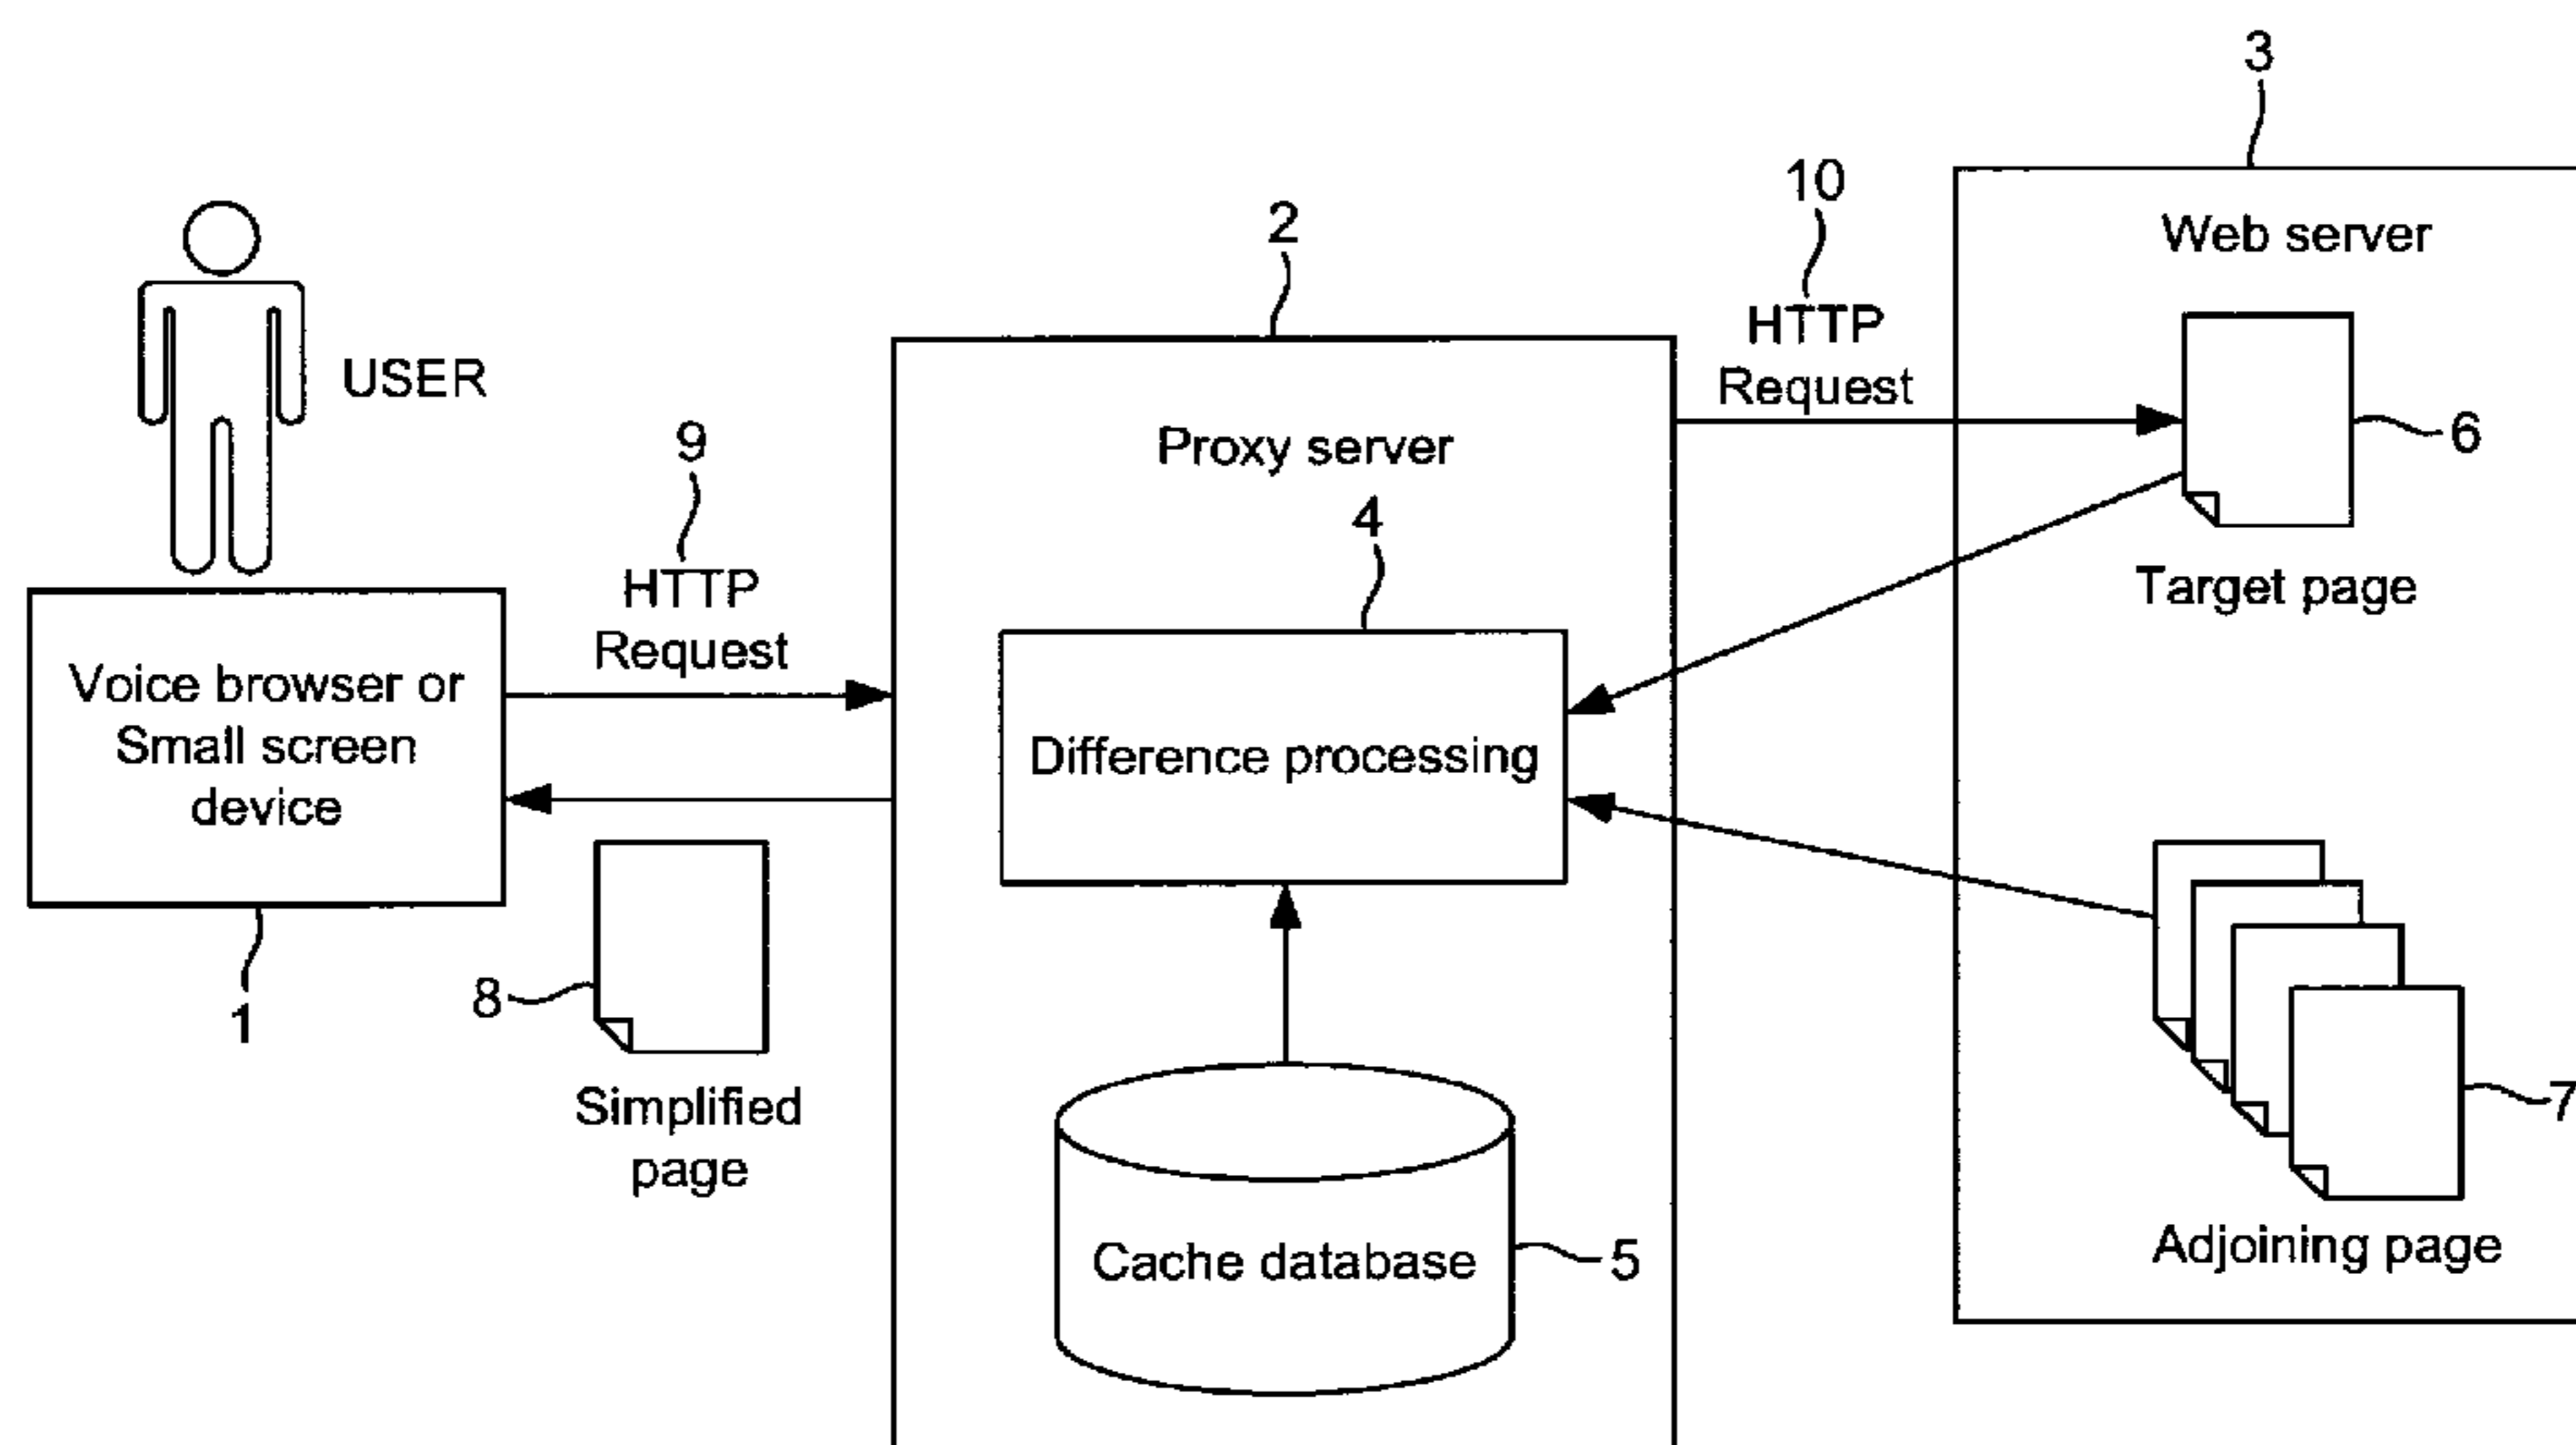 3
10
2
Web server
HTTP
Request
USER
9
Proxy server
6
4
HTTP
Request
Target page
Voice browser or
Small screen
device
Difference processing
8
1
Simplified
page
7
Cache database
5
Adjoining page